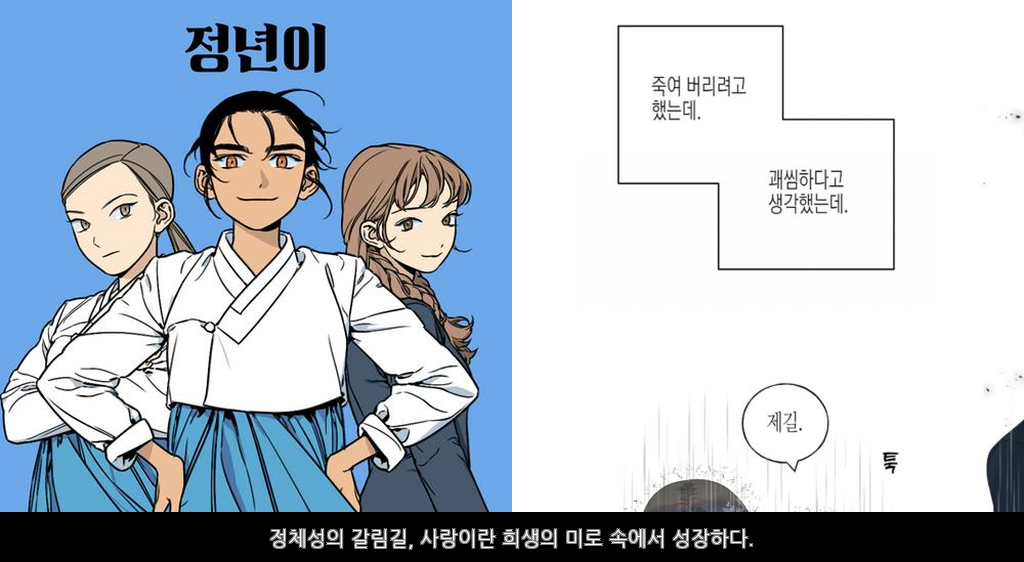 정년이
죽여 버리려고
했는데.
괘씸하다고
생각했는데.
제길.
툭
정체성의 갈림길, 사랑이란 희생의 미로 속에서 성장하다.